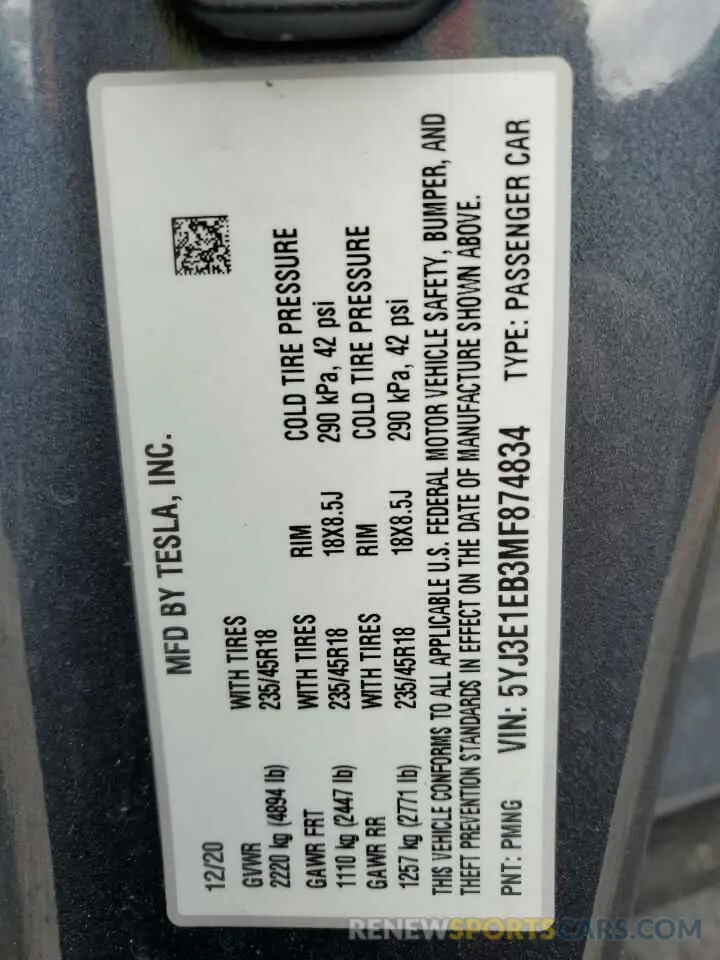 MFD BY TESLA, INC.
12/20
GVWR WITH TIRES
2220 kg (4894 lb) 235/45R18
GAWR FRT WITH TIRES RIM COLD TIRE PRESSURE
1110 kg (2447 lb) 235/45R18 18X8.5J 290 kPa, 42 psi
GAWR RR WITH TIRES RIM COLD TIRE PRESSURE
1257 kg (2771 lb) 235/45R18 18X8.5J 290 kPa, 42 psi
THIS VEHICLE CONFORMS TO ALL APPLICABLE U.S. FEDERAL MOTOR VEHICLE SAFETY, BUMPER, AND
THEFT PREVENTION STANDARDS IN EFFECT ON THE DATE OF MANUFACTURE SHOWN ABOVE.
PNT: PMNG VIN: 5YJ3E1EB3MF874834 TYPE: PASSENGER CAR
RENEWSPORTSCARS.COM